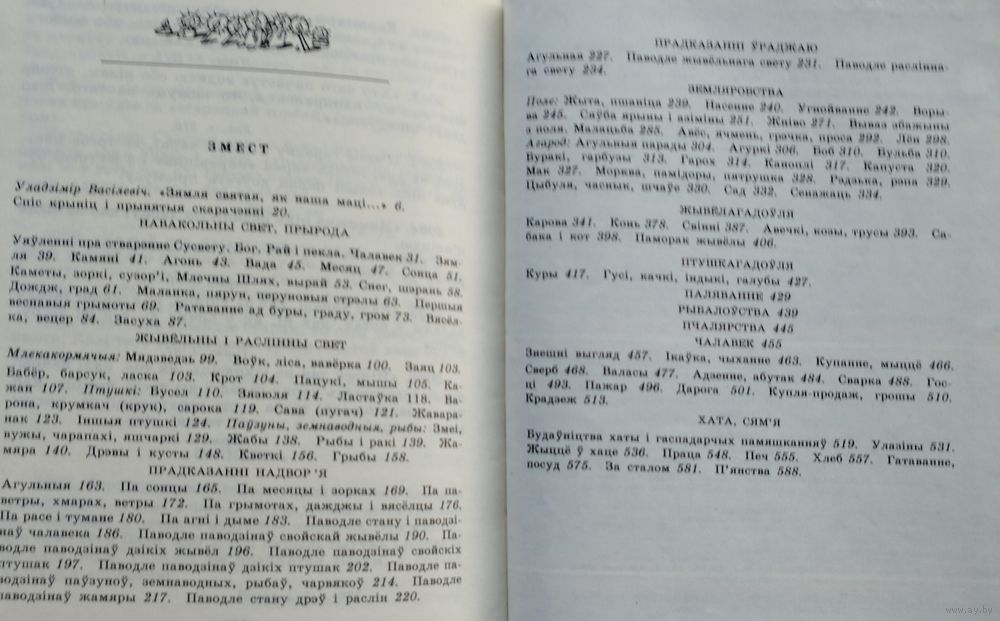 ЗМЕСТ
Уладзімір Васілевіч. «Зямля святая, як наша маці...» 6.
Спіс крыніц і прынятыя скарачэнні 20.
НАВАКОЛЬНЫ СВЕТ, ПРЫРОДА
Уяўленні пра стварэнне Сусвету. Бог. Рай і пекла. Чалавек 31. Зям-
ля 39. Камяні 41. Агонь 43. Вада 45. Месяц 47. Сонца 51.
Каметы, зоркі, сузор'і, Млечны Шлях, вырай 53. Снег, шэрань 58.
Дождж, град 61. Маланка, пярун, перуновыя стрэлы 63. Першыя
веснавыя грымоты 69. Ратаванне ад буры, граду, гром 73. Вясёл-
ка, вецер 84. Засуха 87.
ЖЫВЁЛЬНЫ І РАСЛІННЫ СВЕТ
Млекакормячыя: Мядзведзь 99. Воўк, ліса, вавёрка 100. Заяц 103.
Бабёр, барсук, ласка 103. Крот 104. Пацукі, мышы 105. Ка-
жан 107. Птушкі: Бусел 110. Зязюля 114. Ластаўка 118. Ва-
рона, крумкач (крук), сарока 119. Сава (пугач) 121. Жавара-
нак 123. Іншыя птушкі 124. Паўзуны, земнаводныя, рыбы: Змеі,
вужы, чарапахі, яшчаркі 129. Жабы 138. Рыбы і ракі 139. Жа-
мяра 140. Дрэвы і кусты 148. Кветкі 156. Грыбы 158.
ПРАДКАЗАННІ НАДВОР'Я
Агульныя 163. Па сонцы 165. Па месяцы і зорках 169. Па па-
ветры, хмарах, ветры 172. Па грымотах, дажджы і вясёлцы 176.
Па расе і тумане 180. Па агні і дыме 183. Паводле стану і паводзі-
наў чалавека 186. Паводле паводзінаў свойскай жывёлы 190. Па-
водле паводзінаў дзікіх жывёл 196. Паводле паводзінаў свойскіх
птушак 197. Паводле паводзінаў дзікіх птушак 202. Паводле па-
водзінаў паўзуноў, земнаводных, рыбаў, чарвякоў 214. Паводле
паводзінаў жамяры 217. Паводле стану дрэў і раслін 220.
ПРАДКАЗАННІ ЎРАДЖАЮ
Агульныя 227. Паводле жывёльнага свету 231. Паводле раслінна-
га свету 234.
ЗЕМЛЯРОБСТВА
Поле: Жыта, пшаніца 239. Насенне 240. Угнойванне 242. Воры-
ва 245. Сяўба ярыны і азіміны 251. Жніво 271. Вываз збажыны
з поля. Малацьба 285. Авёс, ячмень, грэчка, проса 292. Лён 298.
Агарод: Агульныя парады 304. Агуркі 306. Боб 310. Бульба 310.
Буракі, гарбузы 313. Гарох 314. Каноплі 317. Капуста 320.
Мак 327. Морква, памідоры, пятрушка 328. Радзька, рэпа 329.
Цыбуля, часнык, шчаўе 330. Сад 332. Сенажаць 334.
ЖЫВЁЛАГАДОЎЛЯ
Карова 341. Конь 378. Свінні 387. Авечкі, козы, трусы 393. Са-
бака і кот 398. Паморак жывёлы 406.
ПТУШКАГАДОЎЛЯ
Куры 417. Гусі, качкі, індыкі, галубы 427.
ПАЛЯВАННЕ 429
РЫБАЛОЎСТВА 439
ПЧАЛЯРСТВА 445
ЧАЛАВЕК 455
Знешні выгляд 457. Ікаўка, чыханне 463. Купанне, мыццё 466.
Сверб 468. Валасы 477. Адзенне, абутак 484. Сварка 488. Гос-
ці 493. Пажар 496. Дарога 501. Купля-продаж, грошы 510.
Крадзеж 513.
ХАТА, СЯМ'Я
Будаўніцтва хаты і гаспадарчых памяшканняў 519. Улазіны 531.
Жыццё ў хаце 536. Праца 548. Печ 555. Хлеб 557. Гатаванне,
посуд 575. За сталом 581. П'янства 588.
www.ay.by